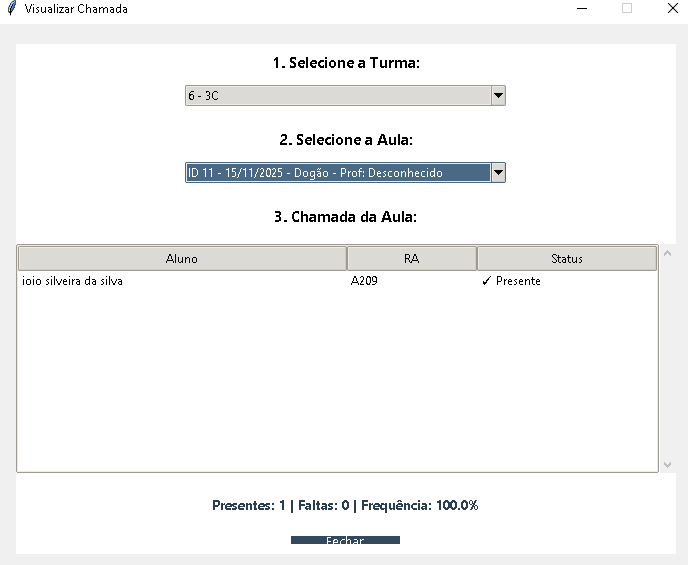 Visualizar Chamada
1. Selecione a Turma:
6 - 3C
2. Selecione a Aula:
ID 11 - 15/11/2025 - Dogão - Prof: Desconhecido
3. Chamada da Aula:
Aluno RA Status
ioio silveira da silva A209 ✓ Presente
Presentes: 1 | Faltas: 0 | Frequência: 100.0%
Fechar